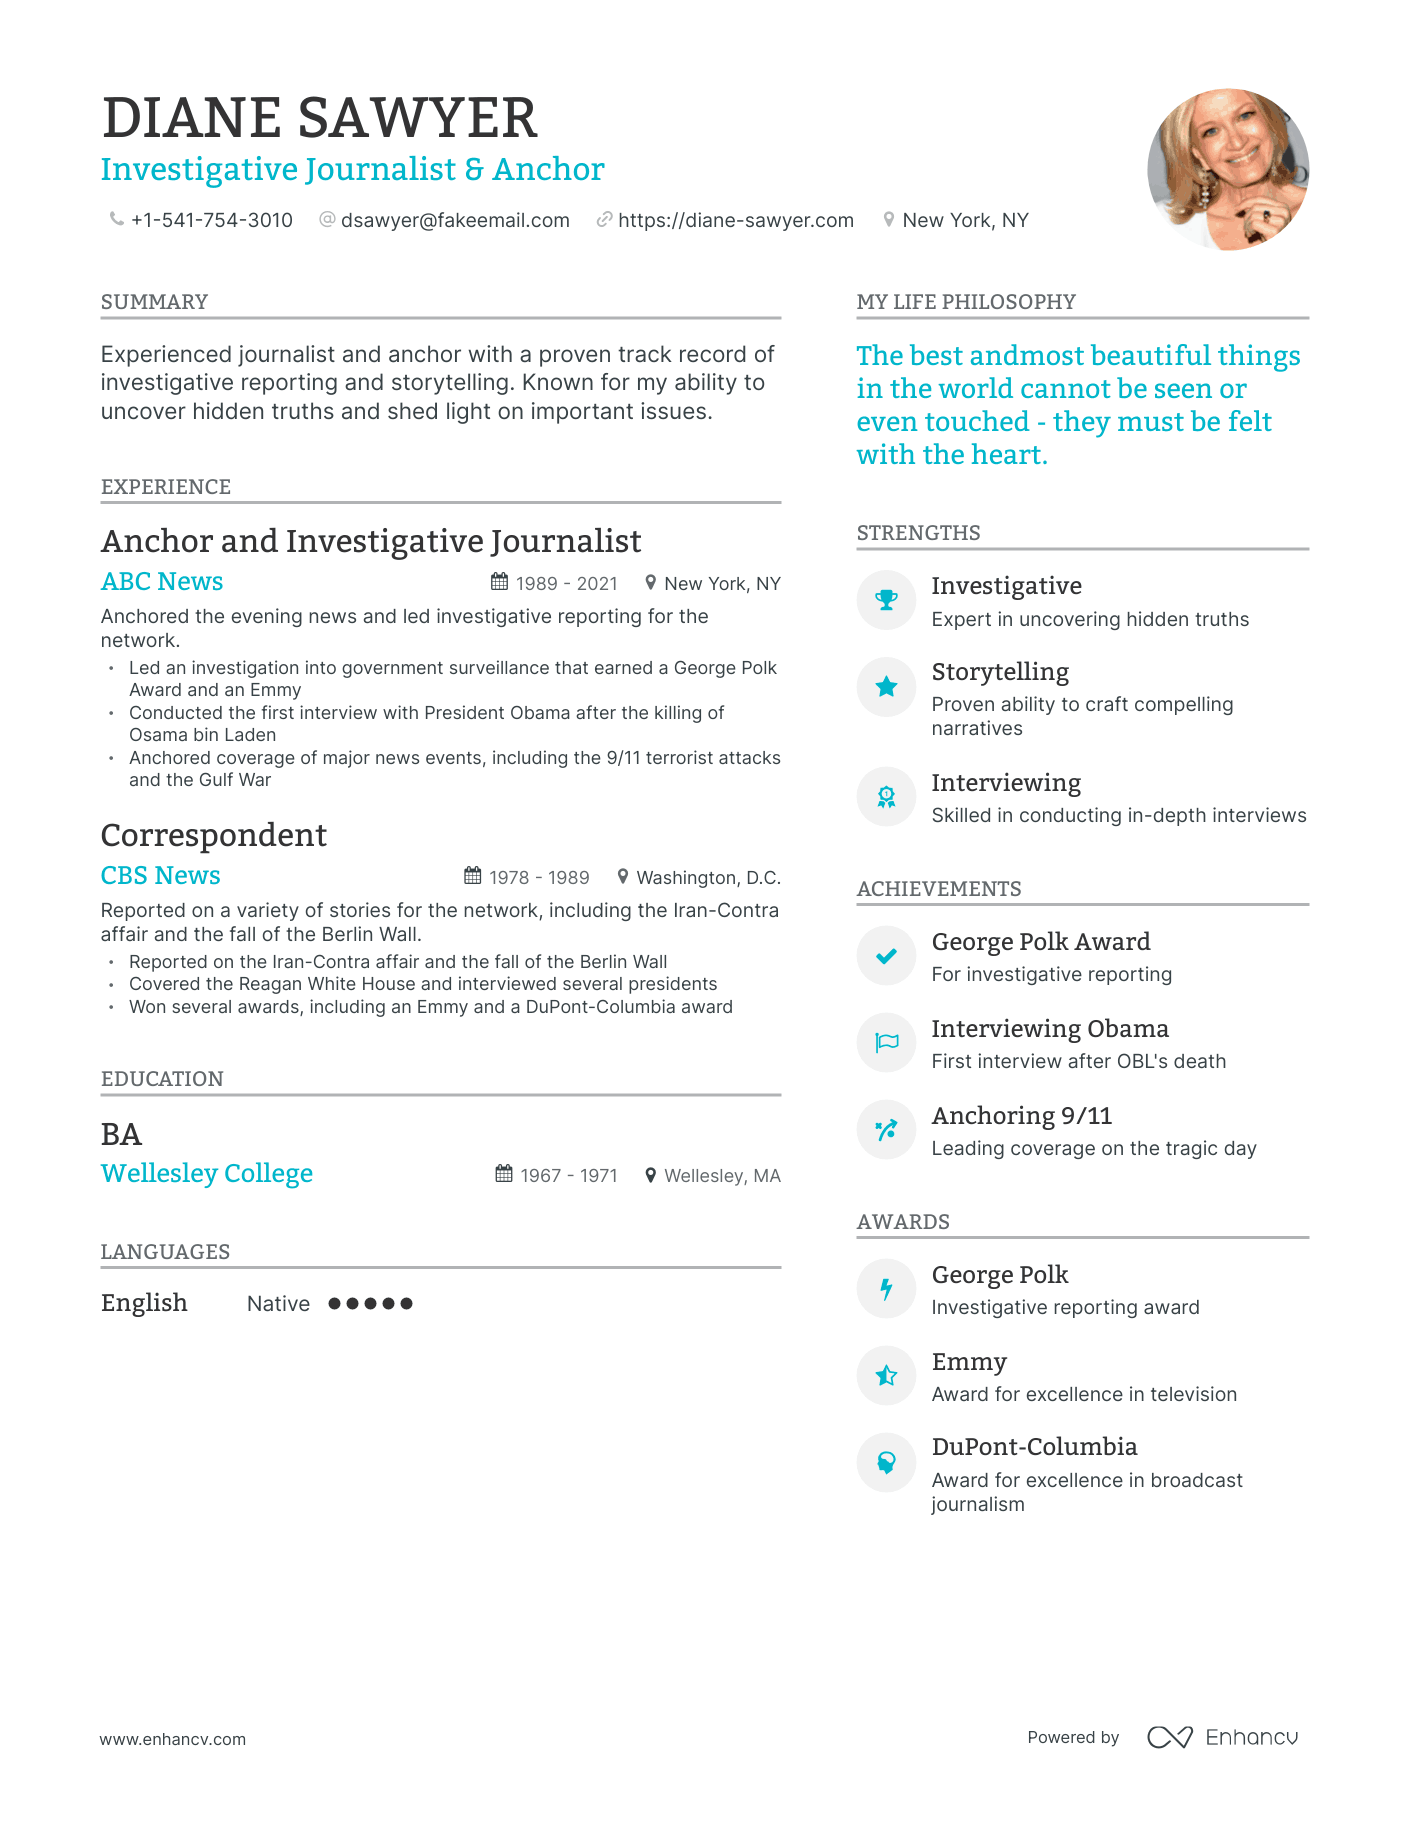 DIANE SAWYER
Investigative Journalist & Anchor
+1-541-754-3010 @ dsawyer@fakeemail.com https://diane-sawyer.com New York, NY
SUMMARY
Experienced journalist and anchor with a proven track record of
investigative reporting and storytelling. Known for my ability to
uncover hidden truths and shed light on important issues.
EXPERIENCE
Anchor and Investigative Journalist
ABC News 1989 - 2021 New York, NY
Anchored the evening news and led investigative reporting for the
network.
• Led an investigation into government surveillance that earned a George Polk
Award and an Emmy
• Conducted the first interview with President Obama after the killing of
Osama bin Laden
• Anchored coverage of major news events, including the 9/11 terrorist attacks
and the Gulf War
Correspondent
CBS News 1978 - 1989 Washington, D.C.
Reported on a variety of stories for the network, including the Iran-Contra
affair and the fall of the Berlin Wall.
• Reported on the Iran-Contra affair and the fall of the Berlin Wall
• Covered the Reagan White House and interviewed several presidents
• Won several awards, including an Emmy and a DuPont-Columbia award
EDUCATION
BA
Wellesley College 1967 - 1971 Wellesley, MA
LANGUAGES
English Native
MY LIFE PHILOSOPHY
The best andmost beautiful things
in the world cannot be seen or
even touched - they must be felt
with the heart.
STRENGTHS
Investigative
Expert in uncovering hidden truths
Storytelling
Proven ability to craft compelling
narratives
Interviewing
Skilled in conducting in-depth interviews
ACHIEVEMENTS
George Polk Award
For investigative reporting
Interviewing Obama
First interview after OBL's death
Anchoring 9/11
Leading coverage on the tragic day
AWARDS
George Polk
Investigative reporting award
Emmy
Award for excellence in television
DuPont-Columbia
Award for excellence in broadcast
journalism
www.enhancv.com
Powered by Enhancv